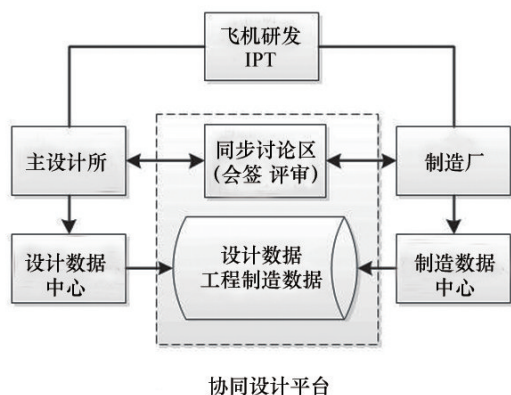 飞机研发
IPT
主设计所
同步讨论区
(会签 评审)
制造厂
设计数据
中心
设计数据
工程制造数据
制造数据
中心
协同设计平台